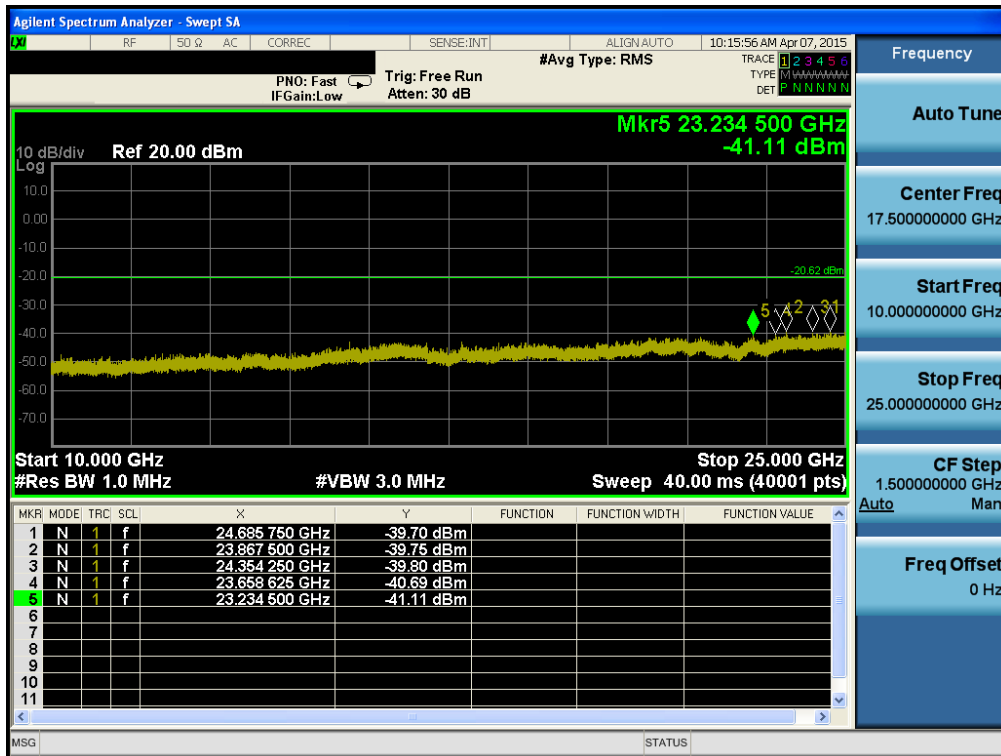 Agilent Spectrum Analyzer - Swept SA
LXI RF 50 Ω AC CORREC SENSE:INT ALIGN AUTO 10:15:56 AM Apr 07, 2015
#Avg Type: RMS
TRACE 1 2 3 4 5 6
PNO: Fast Trig: Free Run TYPE M
IFGain:Low Atten: 30 dB DET P N N N N N
Mkr5 23.234 500 GHz
-41.11 dBm
10 dB/div Ref 20.00 dBm
Log
10.0
0.00
-10.0
-20.0
-20.62 dBm
-30.0
5 4 2 3 1
-40.0
-50.0
-60.0
-70.0
Start 10.000 GHz Stop 25.000 GHz
#Res BW 1.0 MHz #VBW 3.0 MHz Sweep 40.00 ms (40001 pts)
MKR MODE TRC SCL X Y FUNCTION FUNCTION WIDTH FUNCTION VALUE
1 N 1 f 24.685 750 GHz -39.70 dBm
2 N 1 f 23.867 500 GHz -39.75 dBm
3 N 1 f 24.354 250 GHz -39.80 dBm
4 N 1 f 23.658 625 GHz -40.69 dBm
5 N 1 f 23.234 500 GHz -41.11 dBm
6
7
8
9
10
11
MSG STATUS
Frequency
Auto Tune
Center Freq
17.500000000 GHz
Start Freq
10.000000000 GHz
Stop Freq
25.000000000 GHz
CF Step
1.500000000 GHz
Auto Man
Freq Offset
0 Hz